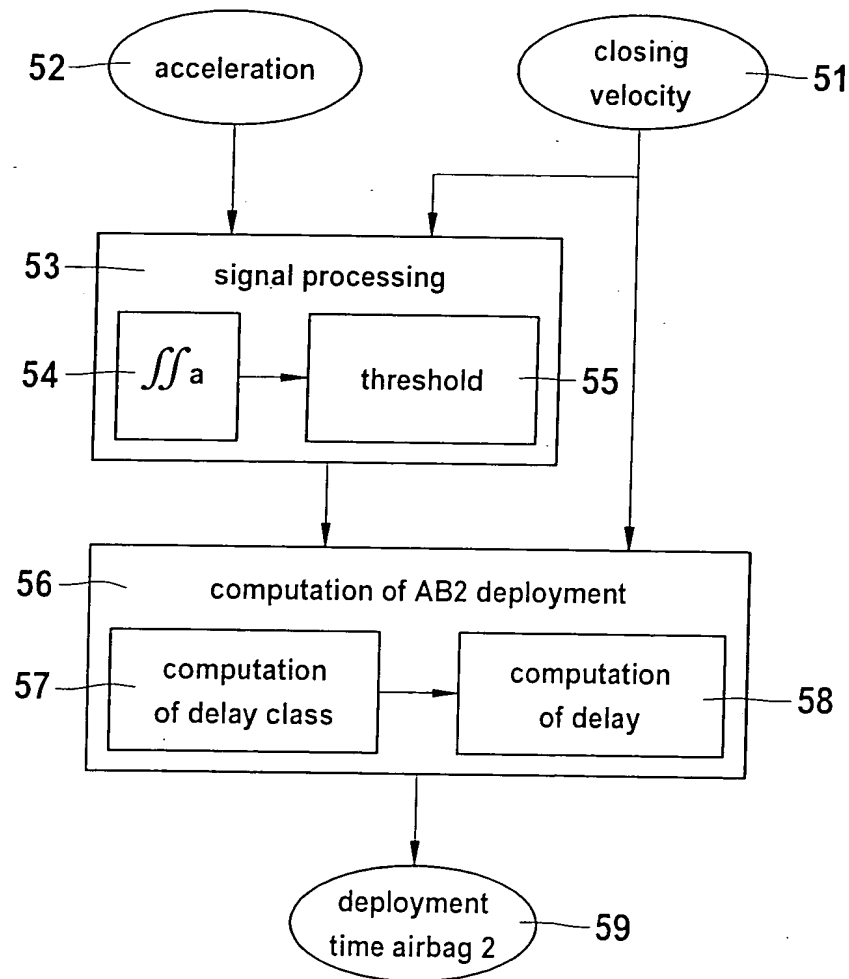 52
acceleration
closing
velocity
51
53
signal processing
54
∬ a
threshold
55
56
computation of AB2 deployment
57
computation
of delay class
computation
of delay
58
deployment
time airbag 2
59